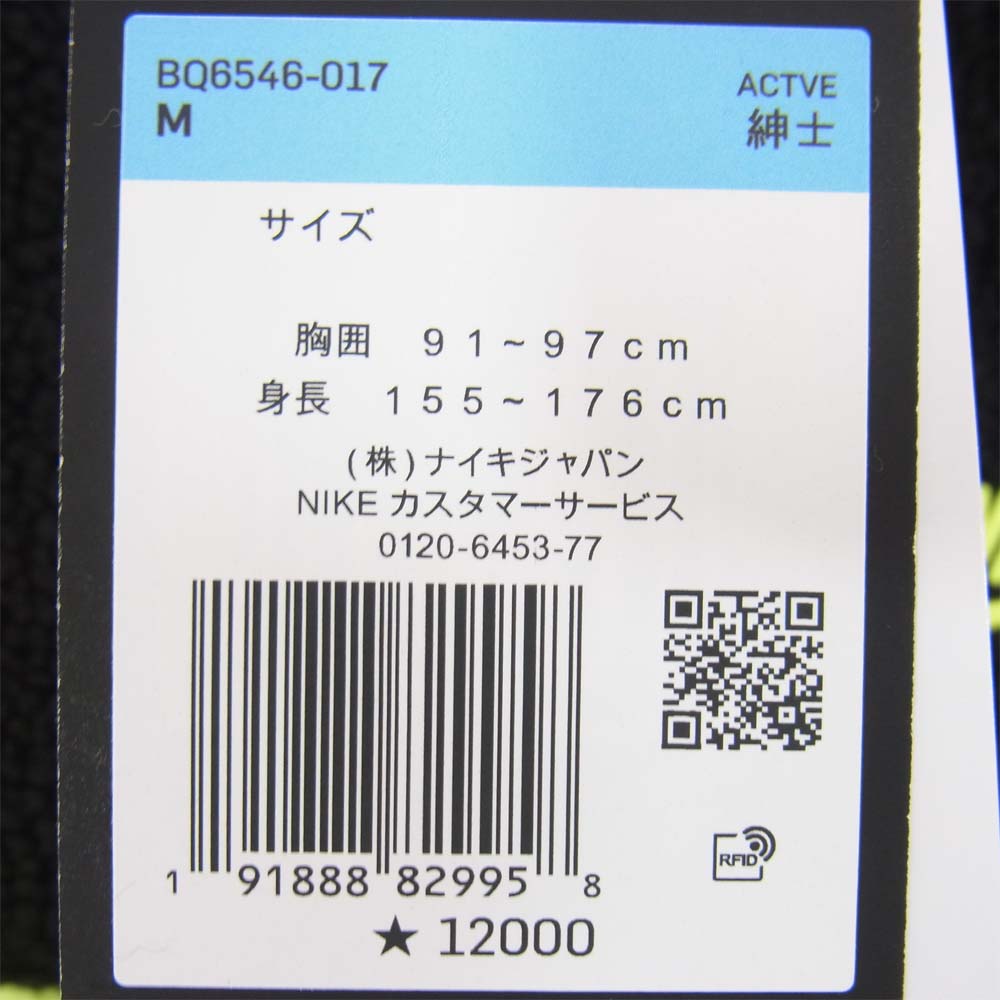 BQ6546-017
M
ACTVE
紳士
サイズ
胸囲 91~97cm
身長 155~176cm
(株)ナイキジャパン
NIKE カスタマーサービス
0120-6453-77
RFID
1 91888 82995 8
★ 12000